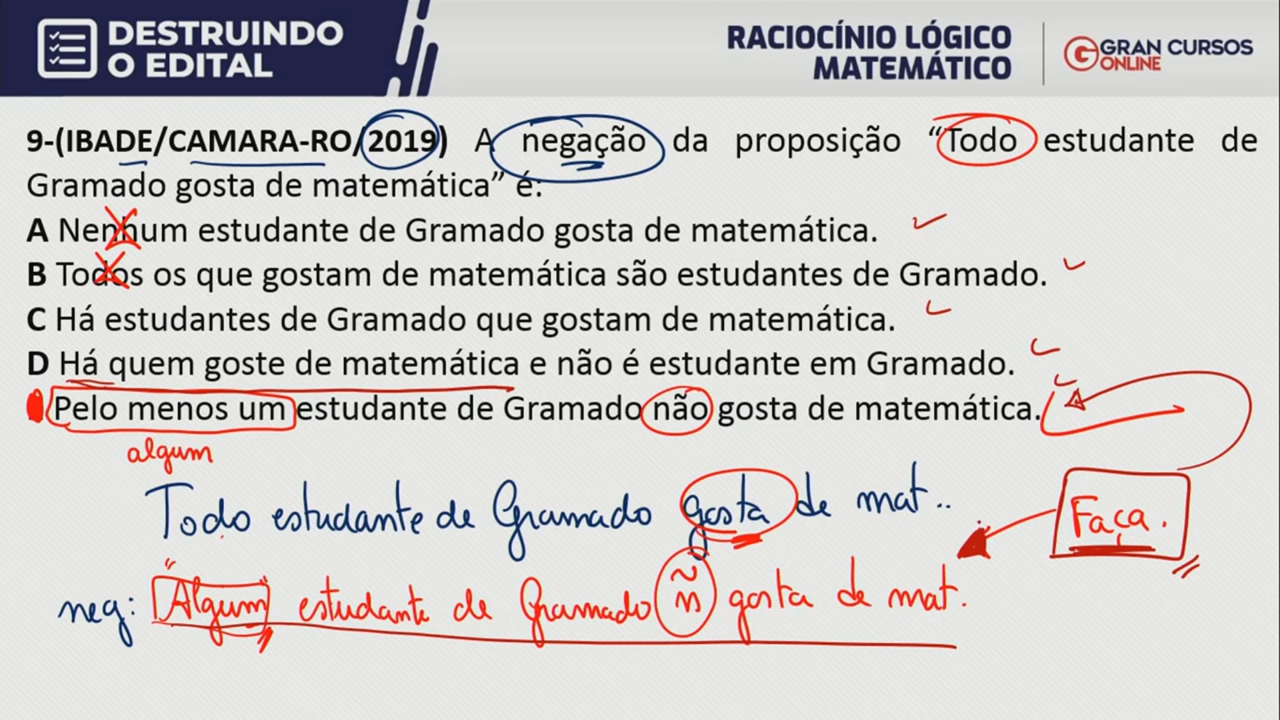 DESTRUINDO
O EDITAL
RACIOCÍNIO LÓGICO
MATEMÁTICO
GRAN CURSOS
ONLINE
9-(IBADE/CAMARA-RO/2019) A negação da proposição “Todo estudante de
Gramado gosta de matemática” é:
A Nenhum estudante de Gramado gosta de matemática.
B Todos os que gostam de matemática são estudantes de Gramado.
C Há estudantes de Gramado que gostam de matemática.
D Há quem goste de matemática e não é estudante em Gramado.
Pelo menos um estudante de Gramado não gosta de matemática.
algum
Todo estudante de Gramado gosta de mat..
Faça.
neg: "Algum" estudante de Gramado ñ gosta de mat.